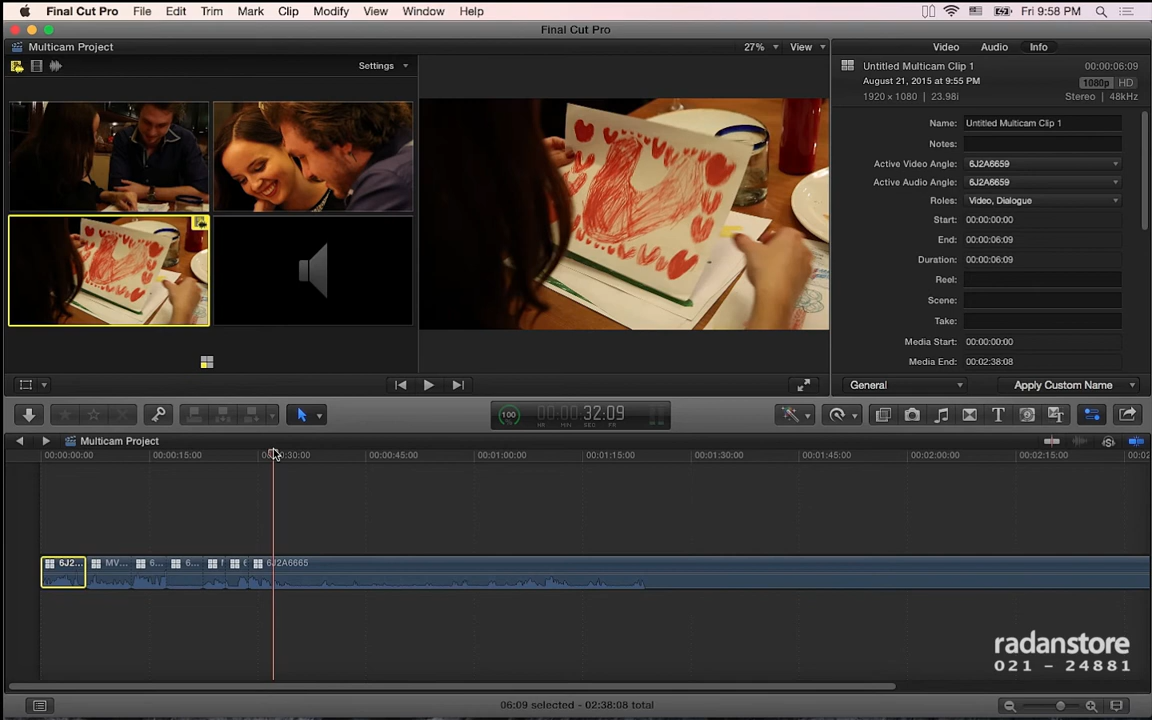 Final Cut Pro File Edit Trim Mark Clip Modify View Window Help Fri 9:58 PM
Final Cut Pro
Multicam Project 27% View Video Audio Info
Settings
Untitled Multicam Clip 1 00:00:06:09
August 21, 2015 at 9:55 PM 1080p HD
1920 × 1080 | 23.98i Stereo | 48kHz
Name: Untitled Multicam Clip 1
Notes:
Active Video Angle: 6J2A6659
Active Audio Angle: 6J2A6659
Roles: Video, Dialogue
Start: 00:00:00:00
End: 00:00:06:09
Duration: 00:00:06:09
Reel:
Scene:
Take:
Media Start: 00:00:00:00
Media End: 00:02:38:08
General Apply Custom Name
100 00:00:32:09
HR MIN SEC FR
Multicam Project
00:00:00:00 00:00:15:00 00:00:30:00 00:00:45:00 00:01:00:00 00:01:15:00 00:01:30:00 00:01:45:00 00:02:00:00 00:02:15:00
6J2... MV... 6... 6... 6J2A6665
radanstore
021 - 24881
06:09 selected - 02:38:08 total